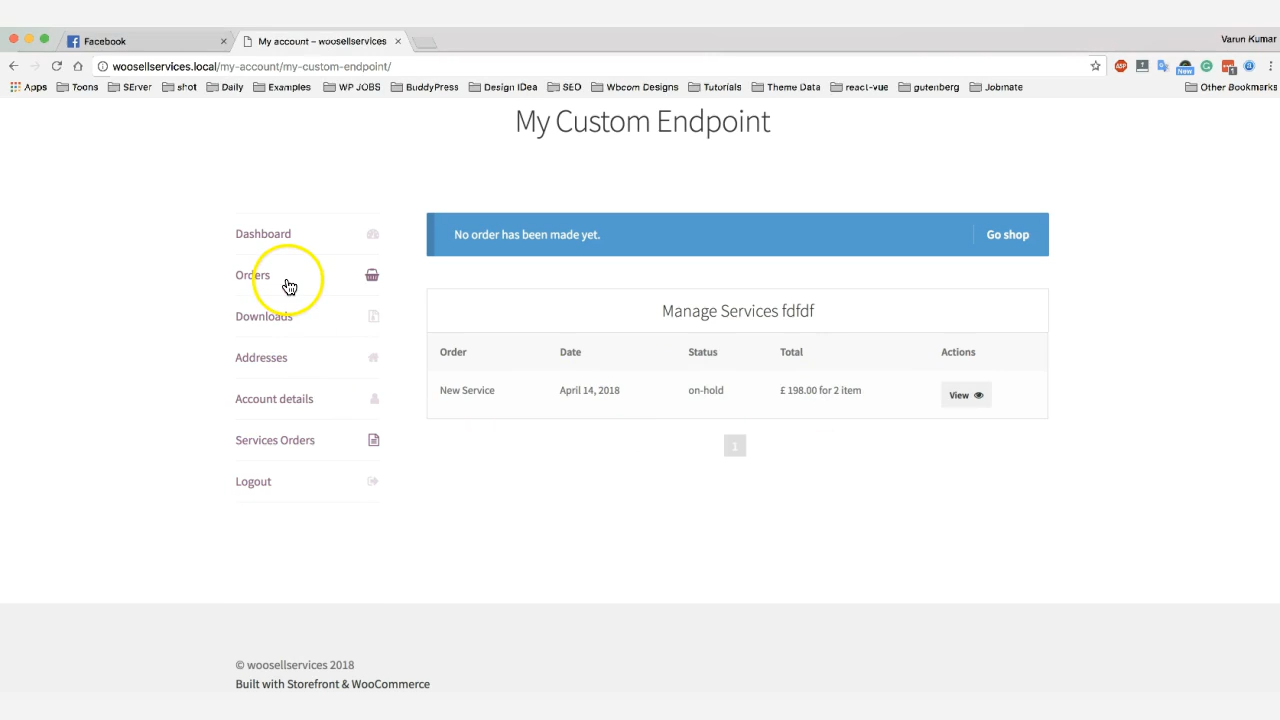 Facebook
My account – woosellservices
Varun Kumar
woosellservices.local/my-account/my-custom-endpoint/
ABP
New
1
Apps Toons SErver shot Daily Examples WP JOBS BuddyPress Design IDea SEO Wbcom Designs Tutorials Theme Data react-vue gutenberg Jobmate Other Bookmarks
My Custom Endpoint
Dashboard
Orders
Downloads
Addresses
Account details
Services Orders
Logout
No order has been made yet. Go shop
Manage Services fdfdf
Order Date Status Total Actions
New Service April 14, 2018 on-hold £ 198.00 for 2 item View
1
© woosellservices 2018
Built with Storefront & WooCommerce